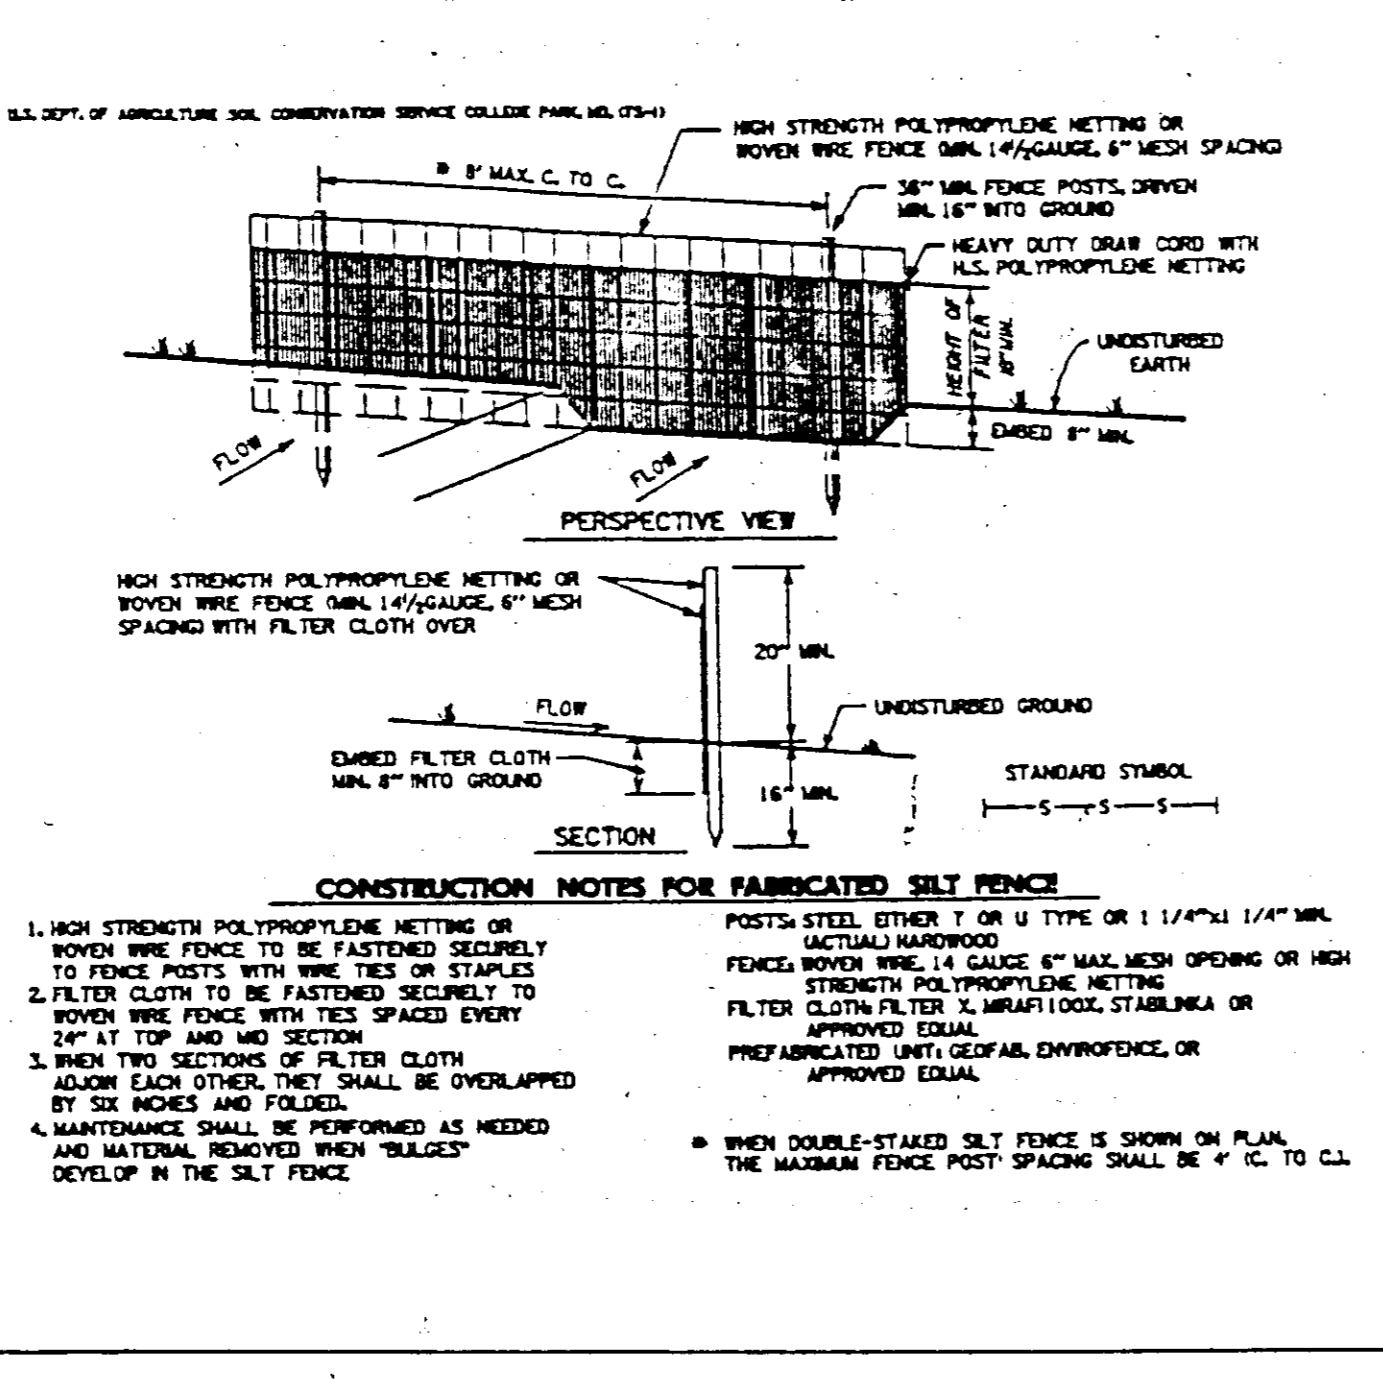 U.S. DEPT. OF AGRICULTURE SOIL CONSERVATION SERVICE COLLEGE PARK, MD. (TS-1)
HIGH STRENGTH POLYPROPYLENE NETTING OR
WOVEN WIRE FENCE (MIN. 14 1/2 GAUGE, 6" MESH SPACING)
* 8' MAX. C. TO C.
36" MIN. FENCE POSTS, DRIVEN
MIN. 16" INTO GROUND
HEAVY DUTY DRAW CORD WITH
H.S. POLYPROPYLENE NETTING
HEIGHT OF
FILTER
18" MIN.
UNDISTURBED
EARTH
EMBED 8" MIN.
FLOW
FLOW
PERSPECTIVE VIEW
HIGH STRENGTH POLYPROPYLENE NETTING OR
WOVEN WIRE FENCE (MIN. 14 1/2 GAUGE, 6" MESH
SPACING) WITH FILTER CLOTH OVER
20" MIN.
FLOW
UNDISTURBED GROUND
EMBED FILTER CLOTH
MIN. 8" INTO GROUND
16" MIN.
STANDARD SYMBOL
S S S
SECTION
CONSTRUCTION NOTES FOR FABRICATED SILT FENCE
1. HIGH STRENGTH POLYPROPYLENE NETTING OR
WOVEN WIRE FENCE TO BE FASTENED SECURELY
TO FENCE POSTS WITH WIRE TIES OR STAPLES
2. FILTER CLOTH TO BE FASTENED SECURELY TO
WOVEN WIRE FENCE WITH TIES SPACED EVERY
24" AT TOP AND MID SECTION
3. WHEN TWO SECTIONS OF FILTER CLOTH
ADJOIN EACH OTHER, THEY SHALL BE OVERLAPPED
BY SIX INCHES AND FOLDED.
4. MAINTENANCE SHALL BE PERFORMED AS NEEDED
AND MATERIAL REMOVED WHEN "BULGES"
DEVELOP IN THE SILT FENCE
POSTS: STEEL EITHER T OR U TYPE OR 1 1/4"x1 1/4" MIN.
(ACTUAL) HARDWOOD
FENCE: WOVEN WIRE, 14 GAUGE 6" MAX. MESH OPENING OR HIGH
STRENGTH POLYPROPYLENE NETTING
FILTER CLOTH: FILTER X, MIRAFI 100X, STABILINKA OR
APPROVED EQUAL
PREFABRICATED UNIT: GEOFAB, ENVIROFENCE, OR
APPROVED EQUAL
* WHEN DOUBLE-STAKED SILT FENCE IS SHOWN ON PLAN,
THE MAXIMUM FENCE POST SPACING SHALL BE 4' (C. TO C.).